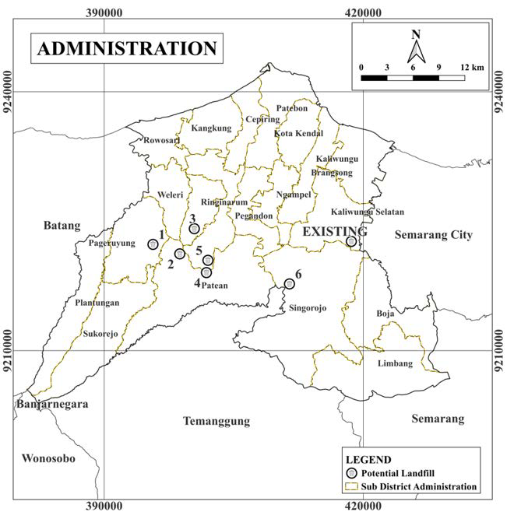 390000
420000
ADMINISTRATION
N
0 3 6 9 12 km
9240000
9240000
Patebon
Cepiring
Kangkung
Kota Kendal
Rowosari
Kaliwungu
Brangsong
Weleri
Ngampel
Ringinarum
Pegandon
Kaliwungu Selatan
Batang
3
EXISTING
Semarang City
1
Pageruyung
2
5
4
6
Patean
Plantungan
Singorojo
Boja
Sukorejo
9210000
9210000
Limbang
Banjarnegara
Temanggung
Semarang
Wonosobo
LEGEND
Potential Landfill
Sub District Administration
390000
420000